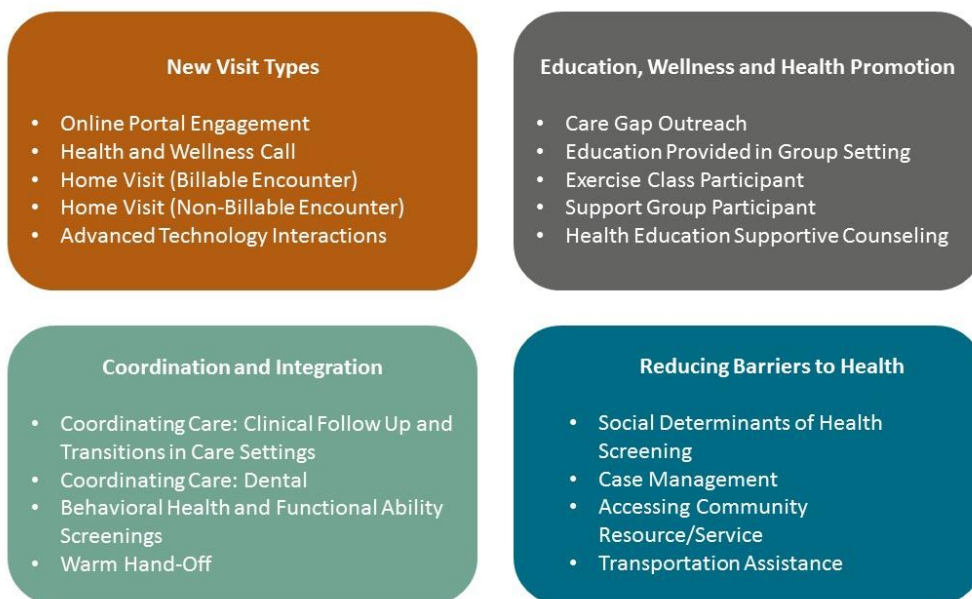 New Visit Types
• Online Portal Engagement
• Health and Wellness Call
• Home Visit (Billable Encounter)
• Home Visit (Non-Billable Encounter)
• Advanced Technology Interactions
Education, Wellness and Health Promotion
• Care Gap Outreach
• Education Provided in Group Setting
• Exercise Class Participant
• Support Group Participant
• Health Education Supportive Counseling
Coordination and Integration
• Coordinating Care: Clinical Follow Up and
Transitions in Care Settings
• Coordinating Care: Dental
• Behavioral Health and Functional Ability
Screenings
• Warm Hand-Off
Reducing Barriers to Health
• Social Determinants of Health
Screening
• Case Management
• Accessing Community
Resource/Service
• Transportation Assistance